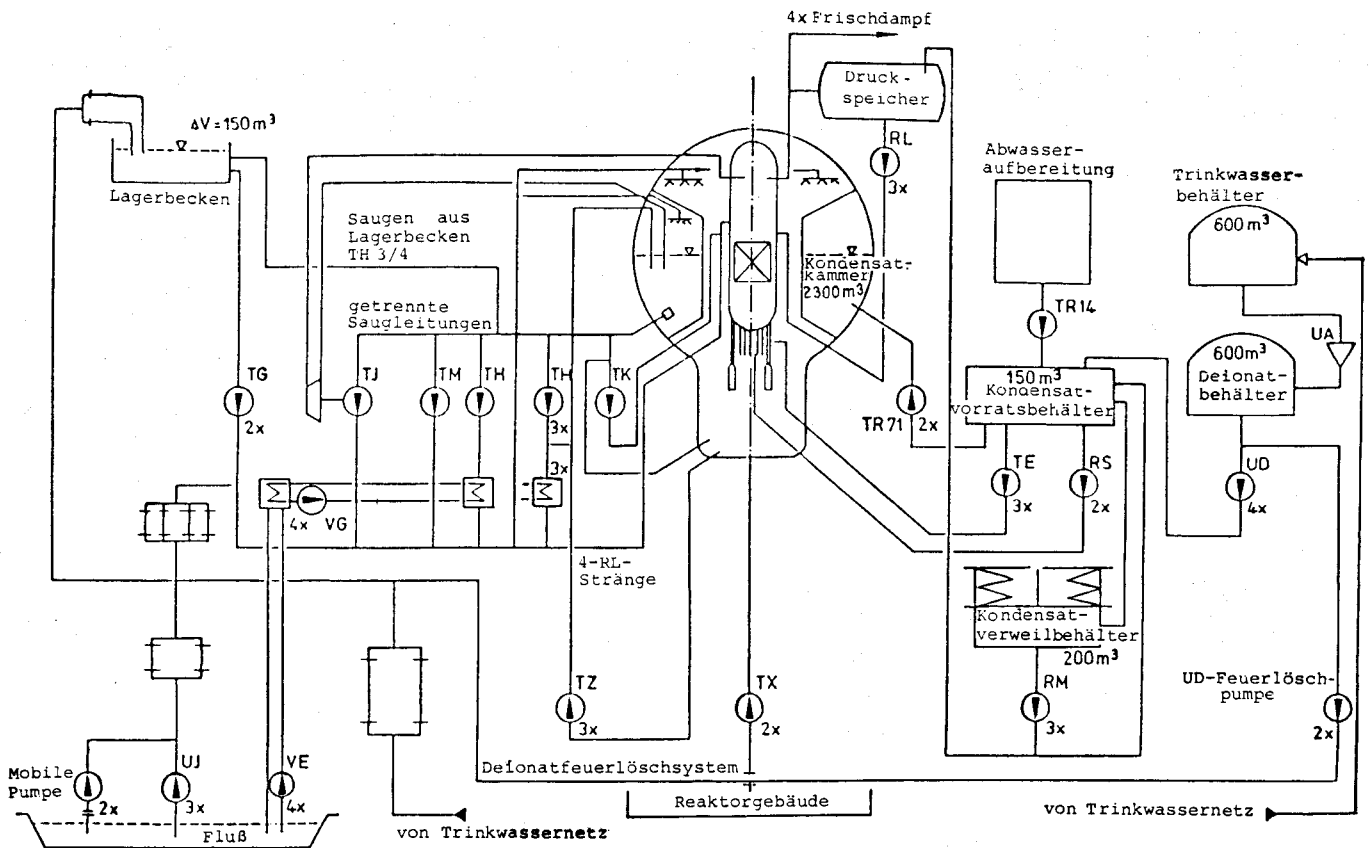 4x Frischdampf
Druck-
speicher
ΔV = 150 m³
Lagerbecken
RL
3x
Abwasser-
aufbereitung
Trinkwasser-
behälter
600 m³
Saugen aus
Lagerbecken
TH 3/4
Kondensat-
kammer
2300 m³
getrennte
Saugleitungen
TR14
UA
600 m³
Deionat-
behälter
TG
2x
TJ
TM
TH
TH
3x
TK
150 m³
Kondensat-
vorratsbehälter
TR71
2x
3x
TE
3x
RS
2x
UD
4x
4x
VG
4-RL-
Stränge
Kondensat-
verweilbehälter
200 m³
TZ
3x
TX
2x
RM
3x
UD-Feuerlösch-
pumpe
2x
Deionatfeuerlöschsystem
Mobile
Pumpe
2x
UJ
3x
VE
4x
Reaktorgebäude
Fluß
von Trinkwassernetz
von Trinkwassernetz